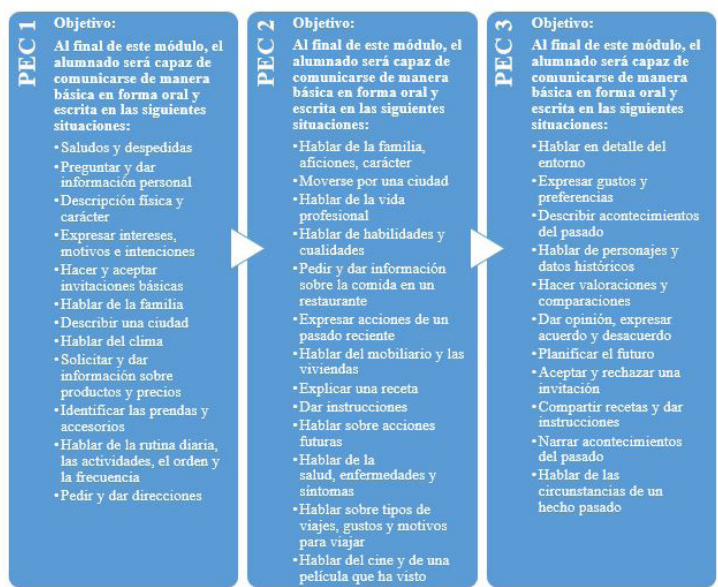 PEC 1
Objetivo:
Al final de este módulo, el
alumnado será capaz de
comunicarse de manera
básica en forma oral y
escrita en las siguientes
situaciones:
•Saludos y despedidas
•Preguntar y dar
información personal
•Descripción física y
carácter
•Expresar intereses,
motivos e intenciones
•Hacer y aceptar
invitaciones básicas
•Hablar de la familia
•Describir una ciudad
•Hablar del clima
•Solicitar y dar
información sobre
productos y precios
•Identificar las prendas y
accesorios
•Hablar de la rutina diaria,
las actividades, el orden y
la frecuencia
•Pedir y dar direcciones
PEC 2
Objetivo:
Al final de este módulo, el
alumnado será capaz de
comunicarse de manera
básica en forma oral y
escrita en las siguientes
situaciones:
•Hablar de la familia,
aficiones, carácter
•Moverse por una ciudad
•Hablar de la vida
profesional
•Hablar de habilidades y
cualidades
•Pedir y dar información
sobre la comida en un
restaurante
•Expresar acciones de un
pasado reciente
•Hablar del mobiliario y las
viviendas
•Explicar una receta
•Dar instrucciones
•Hablar sobre acciones
futuras
•Hablar de la
salud, enfermedades y
síntomas
•Hablar sobre tipos de
viajes, gustos y motivos
para viajar
•Hablar del cine y de una
película que ha visto
PEC 3
Objetivo:
Al final de este módulo, el
alumnado será capaz de
comunicarse de manera
básica en forma oral y
escrita en las siguientes
situaciones:
•Hablar en detalle del
entorno
•Expresar gustos y
preferencias
•Describir acontecimientos
del pasado
•Hablar de personajes y
datos históricos
•Hacer valoraciones y
comparaciones
•Dar opinión, expresar
acuerdo y desacuerdo
•Planificar el futuro
•Aceptar y rechazar una
invitación
•Compartir recetas y dar
instrucciones
•Narrar acontecimientos
del pasado
•Hablar de las
circunstancias de un
hecho pasado